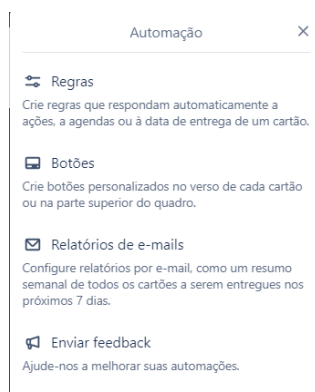 Automação
Regras
Crie regras que respondam automaticamente a
ações, a agendas ou à data de entrega de um cartão.
Botões
Crie botões personalizados no verso de cada cartão
ou na parte superior do quadro.
Relatórios de e-mails
Configure relatórios por e-mail, como um resumo
semanal de todos os cartões a serem entregues nos
próximos 7 dias.
Enviar feedback
Ajude-nos a melhorar suas automações.